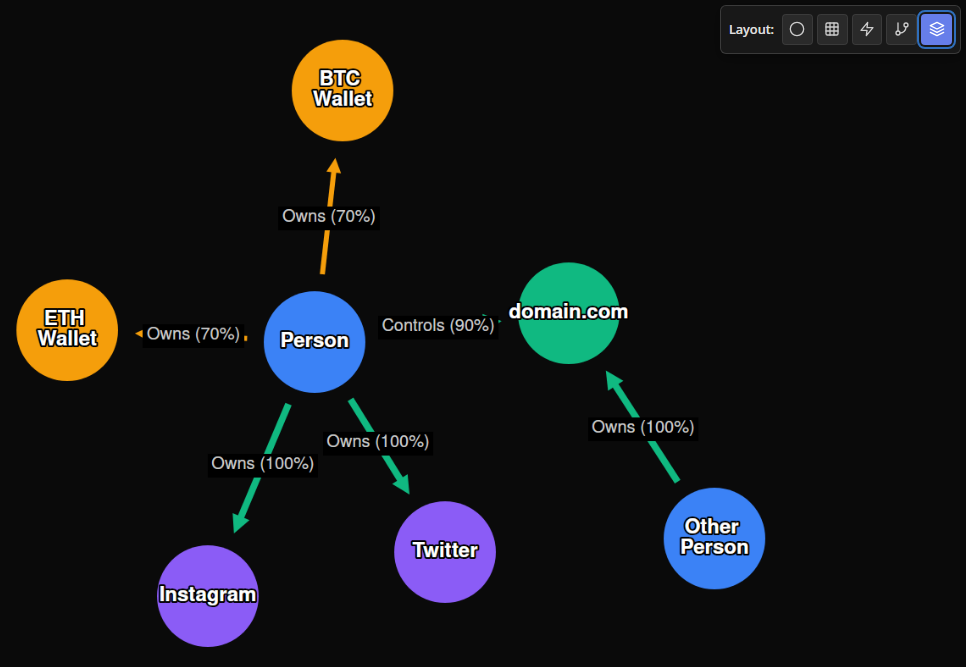 Layout:
BTC
Wallet
Owns (70%)
ETH
Wallet
Owns (70%)
Person
Controls (90%)
domain.com
Owns (100%)
Owns (100%)
Owns (100%)
Instagram
Twitter
Other
Person